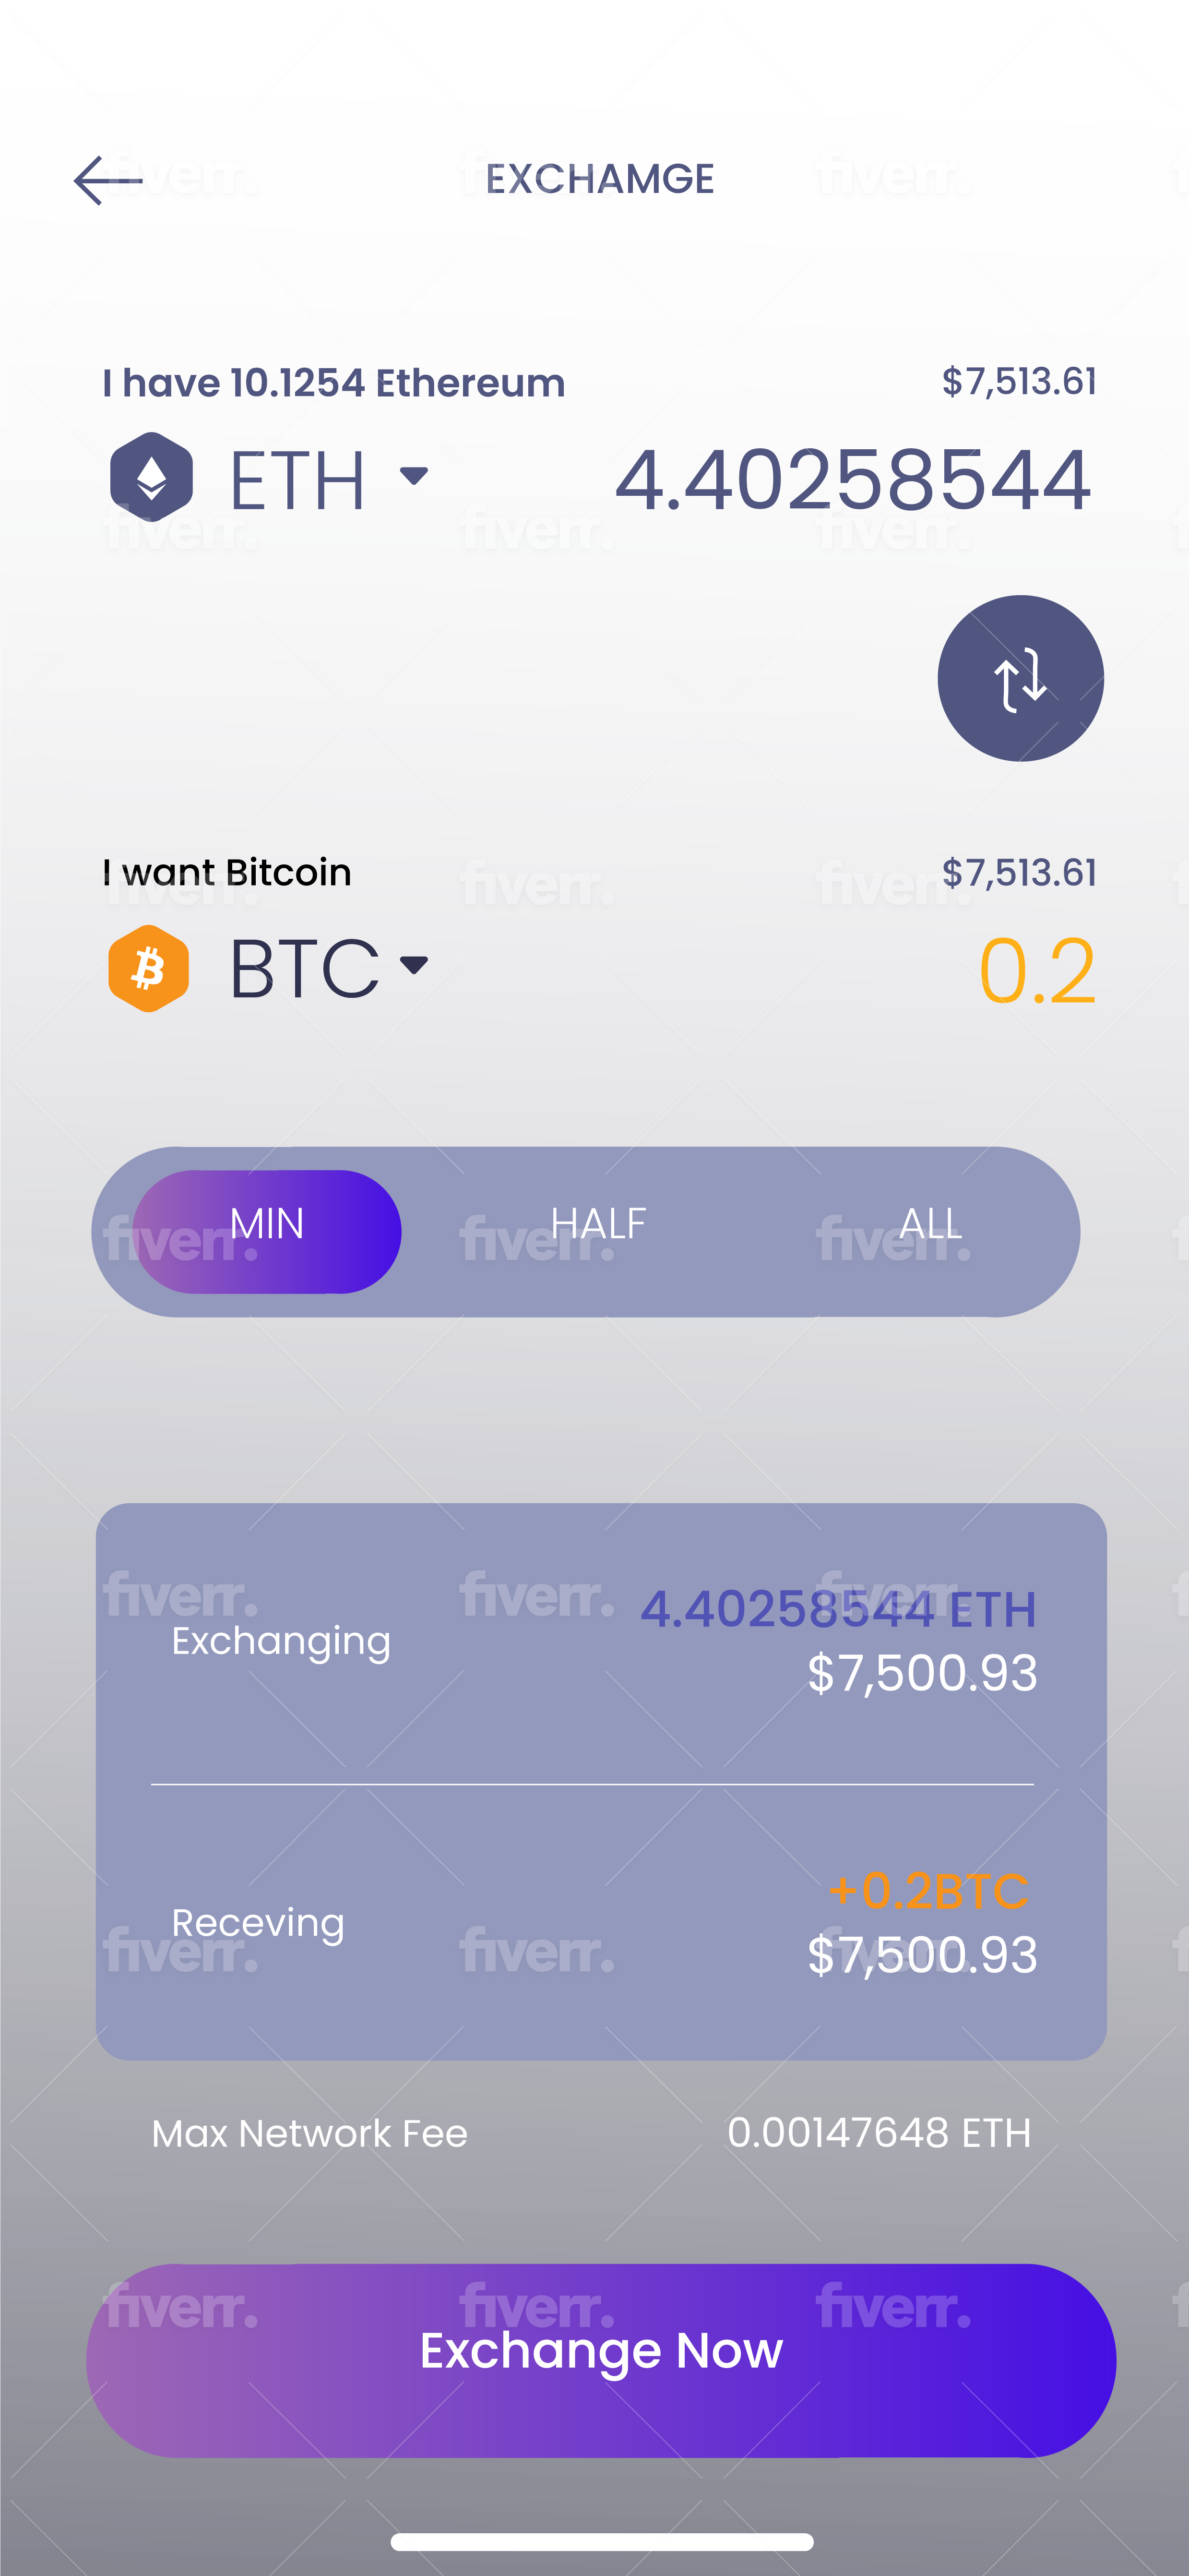 EXCHAMGE
I have 10.1254 Ethereum
$7,513.61
ETH
4.40258544
I want Bitcoin
$7,513.61
BTC
0.2
MIN
HALF
ALL
4.40258544 ETH
Exchanging
$7,500.93
+0.2BTC
Receving
$7,500.93
Max Network Fee
0.00147648 ETH
Exchange Now
fiverr.